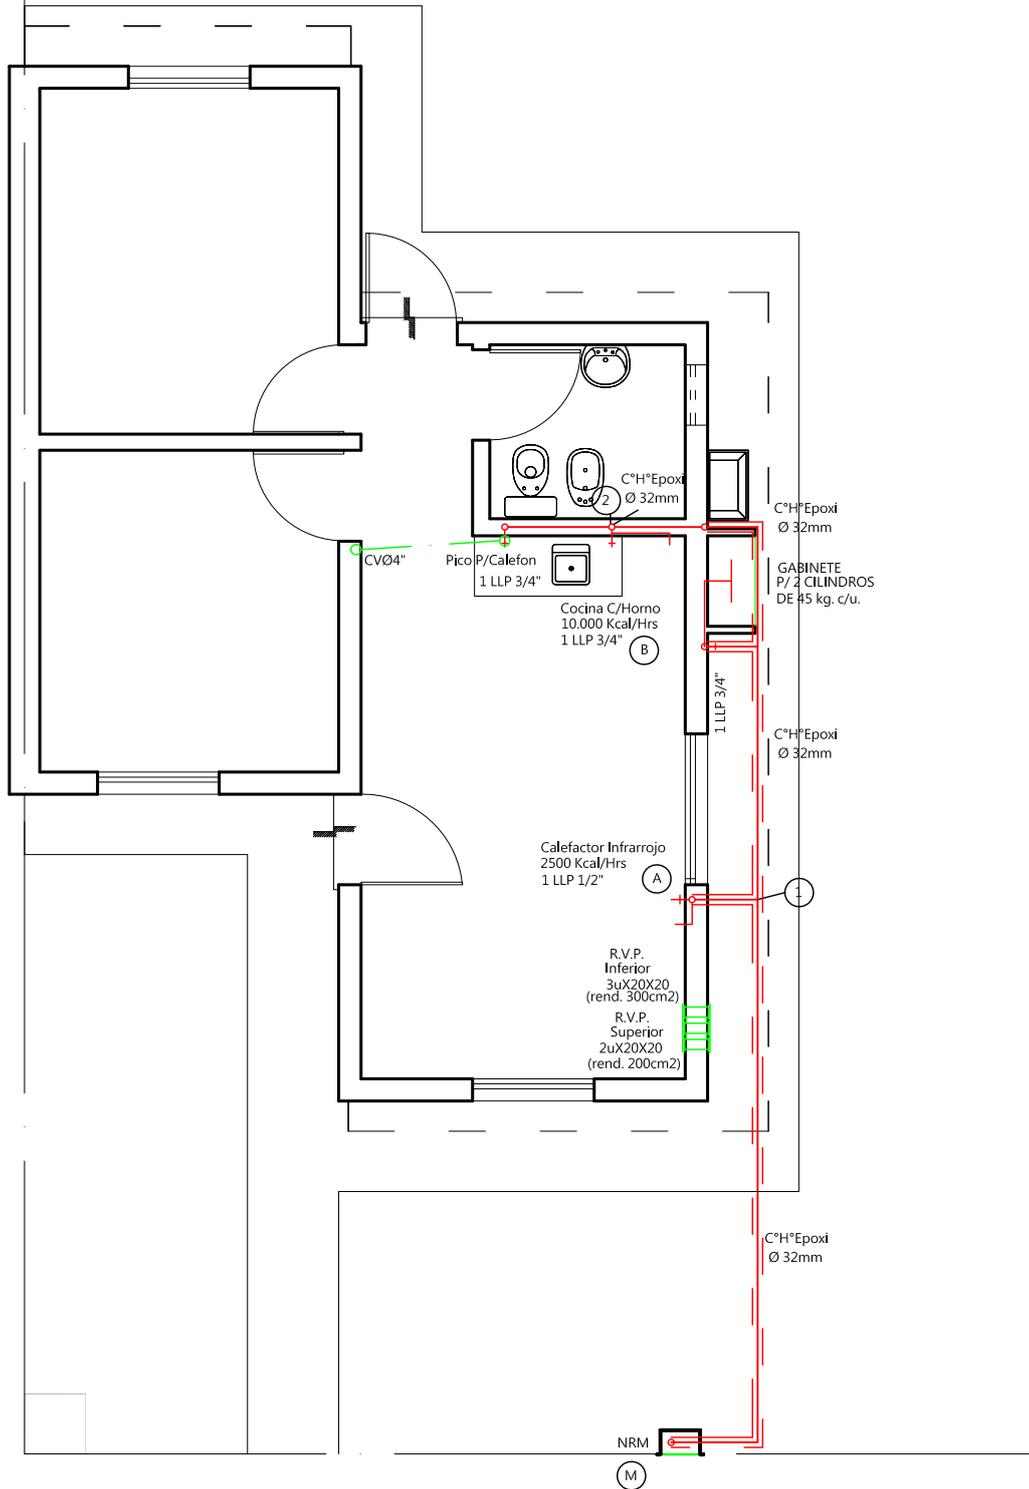 C°H°Epoxi
Ø 32mm
2
C°H°Epoxi
Ø 32mm
CVØ4"
Pico P/Calefon
1 LLP 3/4"
GABINETE
P/ 2 CILINDROS
DE 45 kg. c/u.
Cocina C/Horno
10.000 Kcal/Hrs
1 LLP 3/4"
B
1 LLP 3/4"
C°H°Epoxi
Ø 32mm
Calefactor Infrarrojo
2500 Kcal/Hrs
1 LLP 1/2"
A
1
R.V.P.
Inferior
3uX20X20
(rend. 300cm2)
R.V.P.
Superior
2uX20X20
(rend. 200cm2)
C°H°Epoxi
Ø 32mm
NRM
M